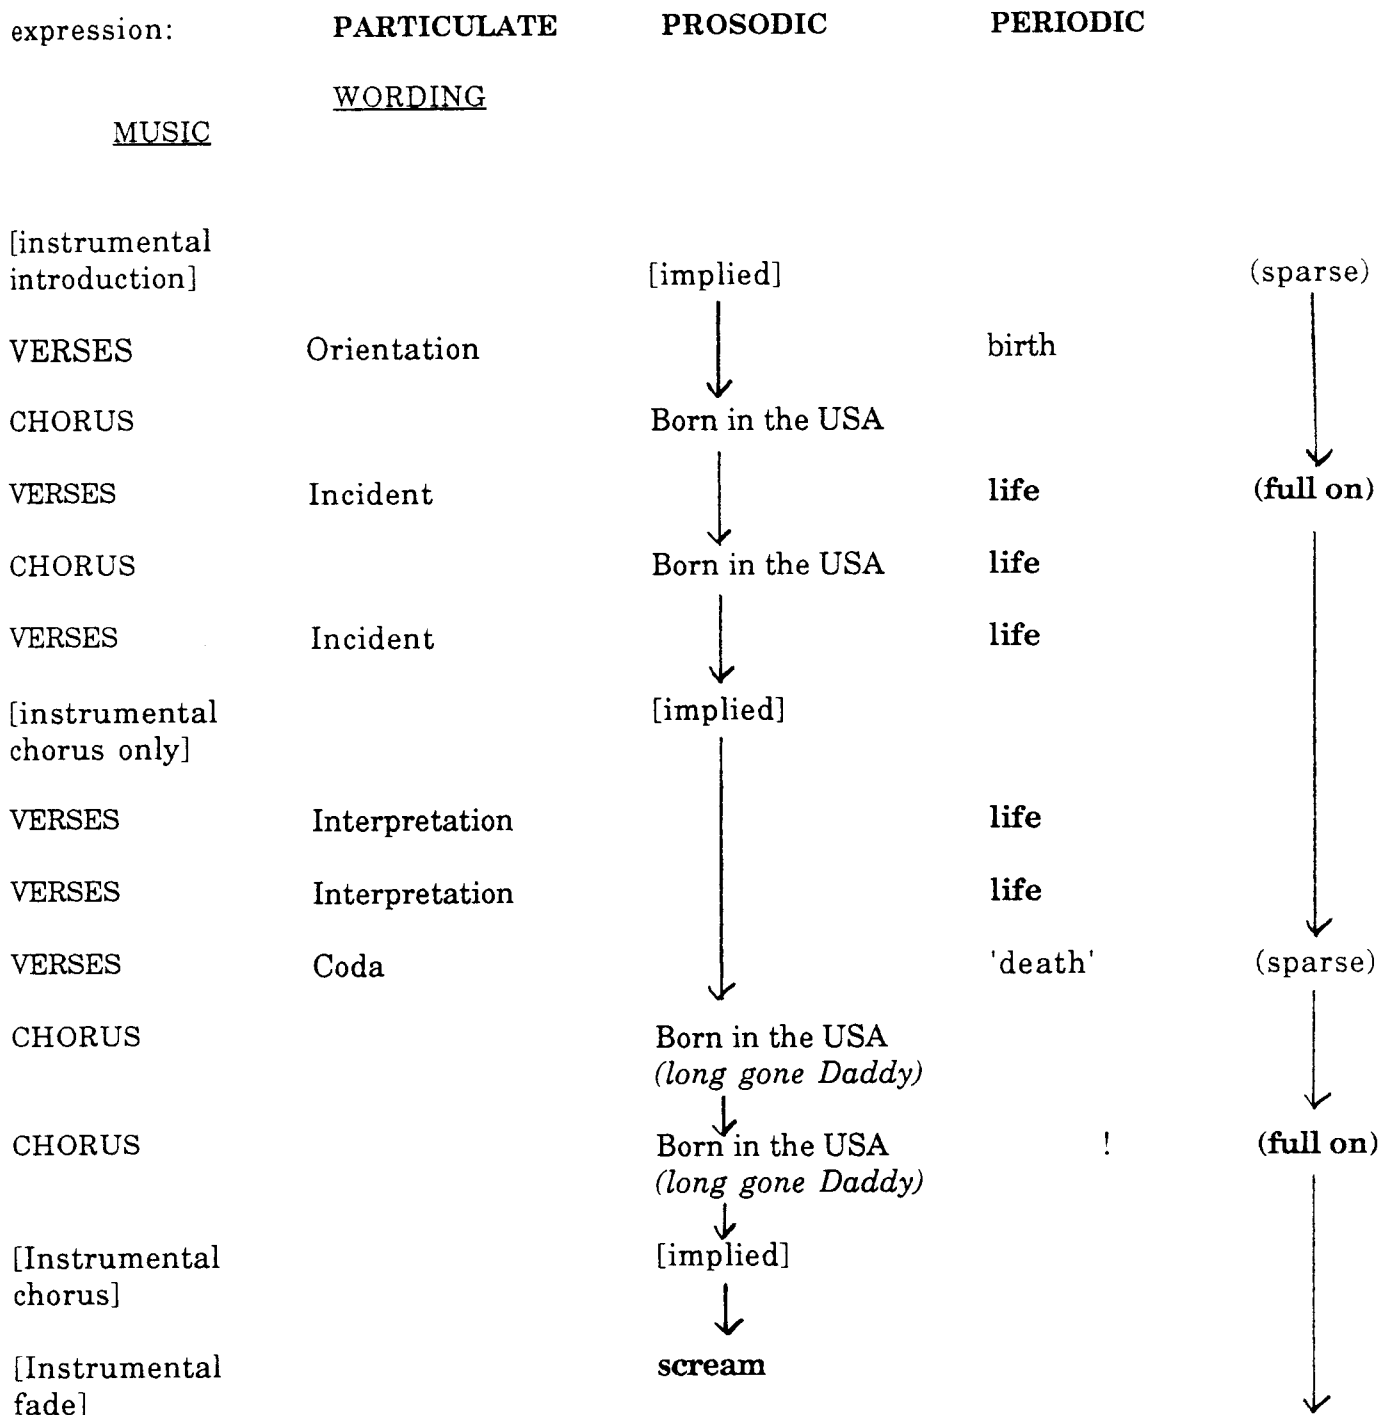 expression: PARTICULATE PROSODIC PERIODIC
WORDING
MUSIC
[instrumental
introduction] [implied] (sparse)
VERSES Orientation birth
CHORUS Born in the USA
VERSES Incident life (full on)
CHORUS Born in the USA life
VERSES Incident life
[instrumental [implied]
chorus only]
VERSES Interpretation life
VERSES Interpretation life
VERSES Coda 'death' (sparse)
CHORUS Born in the USA
(long gone Daddy)
CHORUS Born in the USA ! (full on)
(long gone Daddy)
[Instrumental [implied]
chorus]
[Instrumental scream
fade]